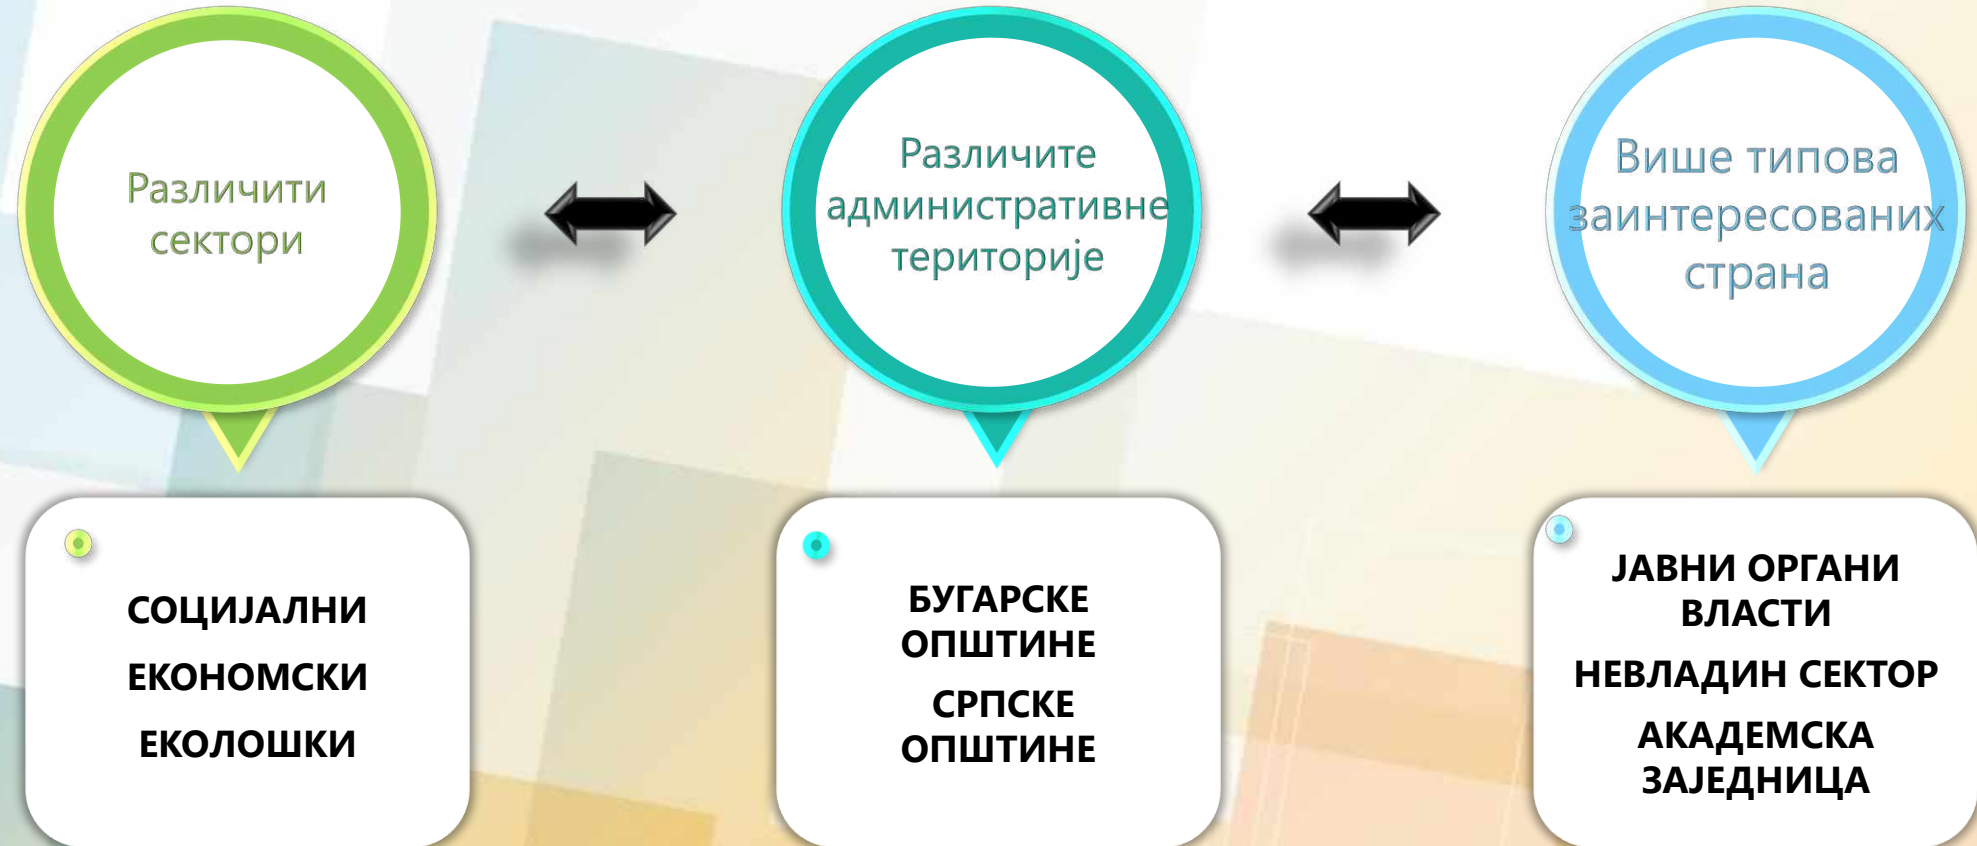 Различити
сектори
Различите
административне
територије
Више типова
заинтересованих
страна
СОЦИЈАЛНИ
ЕКОНОМСКИ
ЕКОЛОШКИ
БУГАРСКЕ
ОПШТИНЕ
СРПСКЕ
ОПШТИНЕ
ЈАВНИ ОРГАНИ
ВЛАСТИ
НЕВЛАДИН СЕКТОР
АКАДЕМСКА
ЗАЈЕДНИЦА